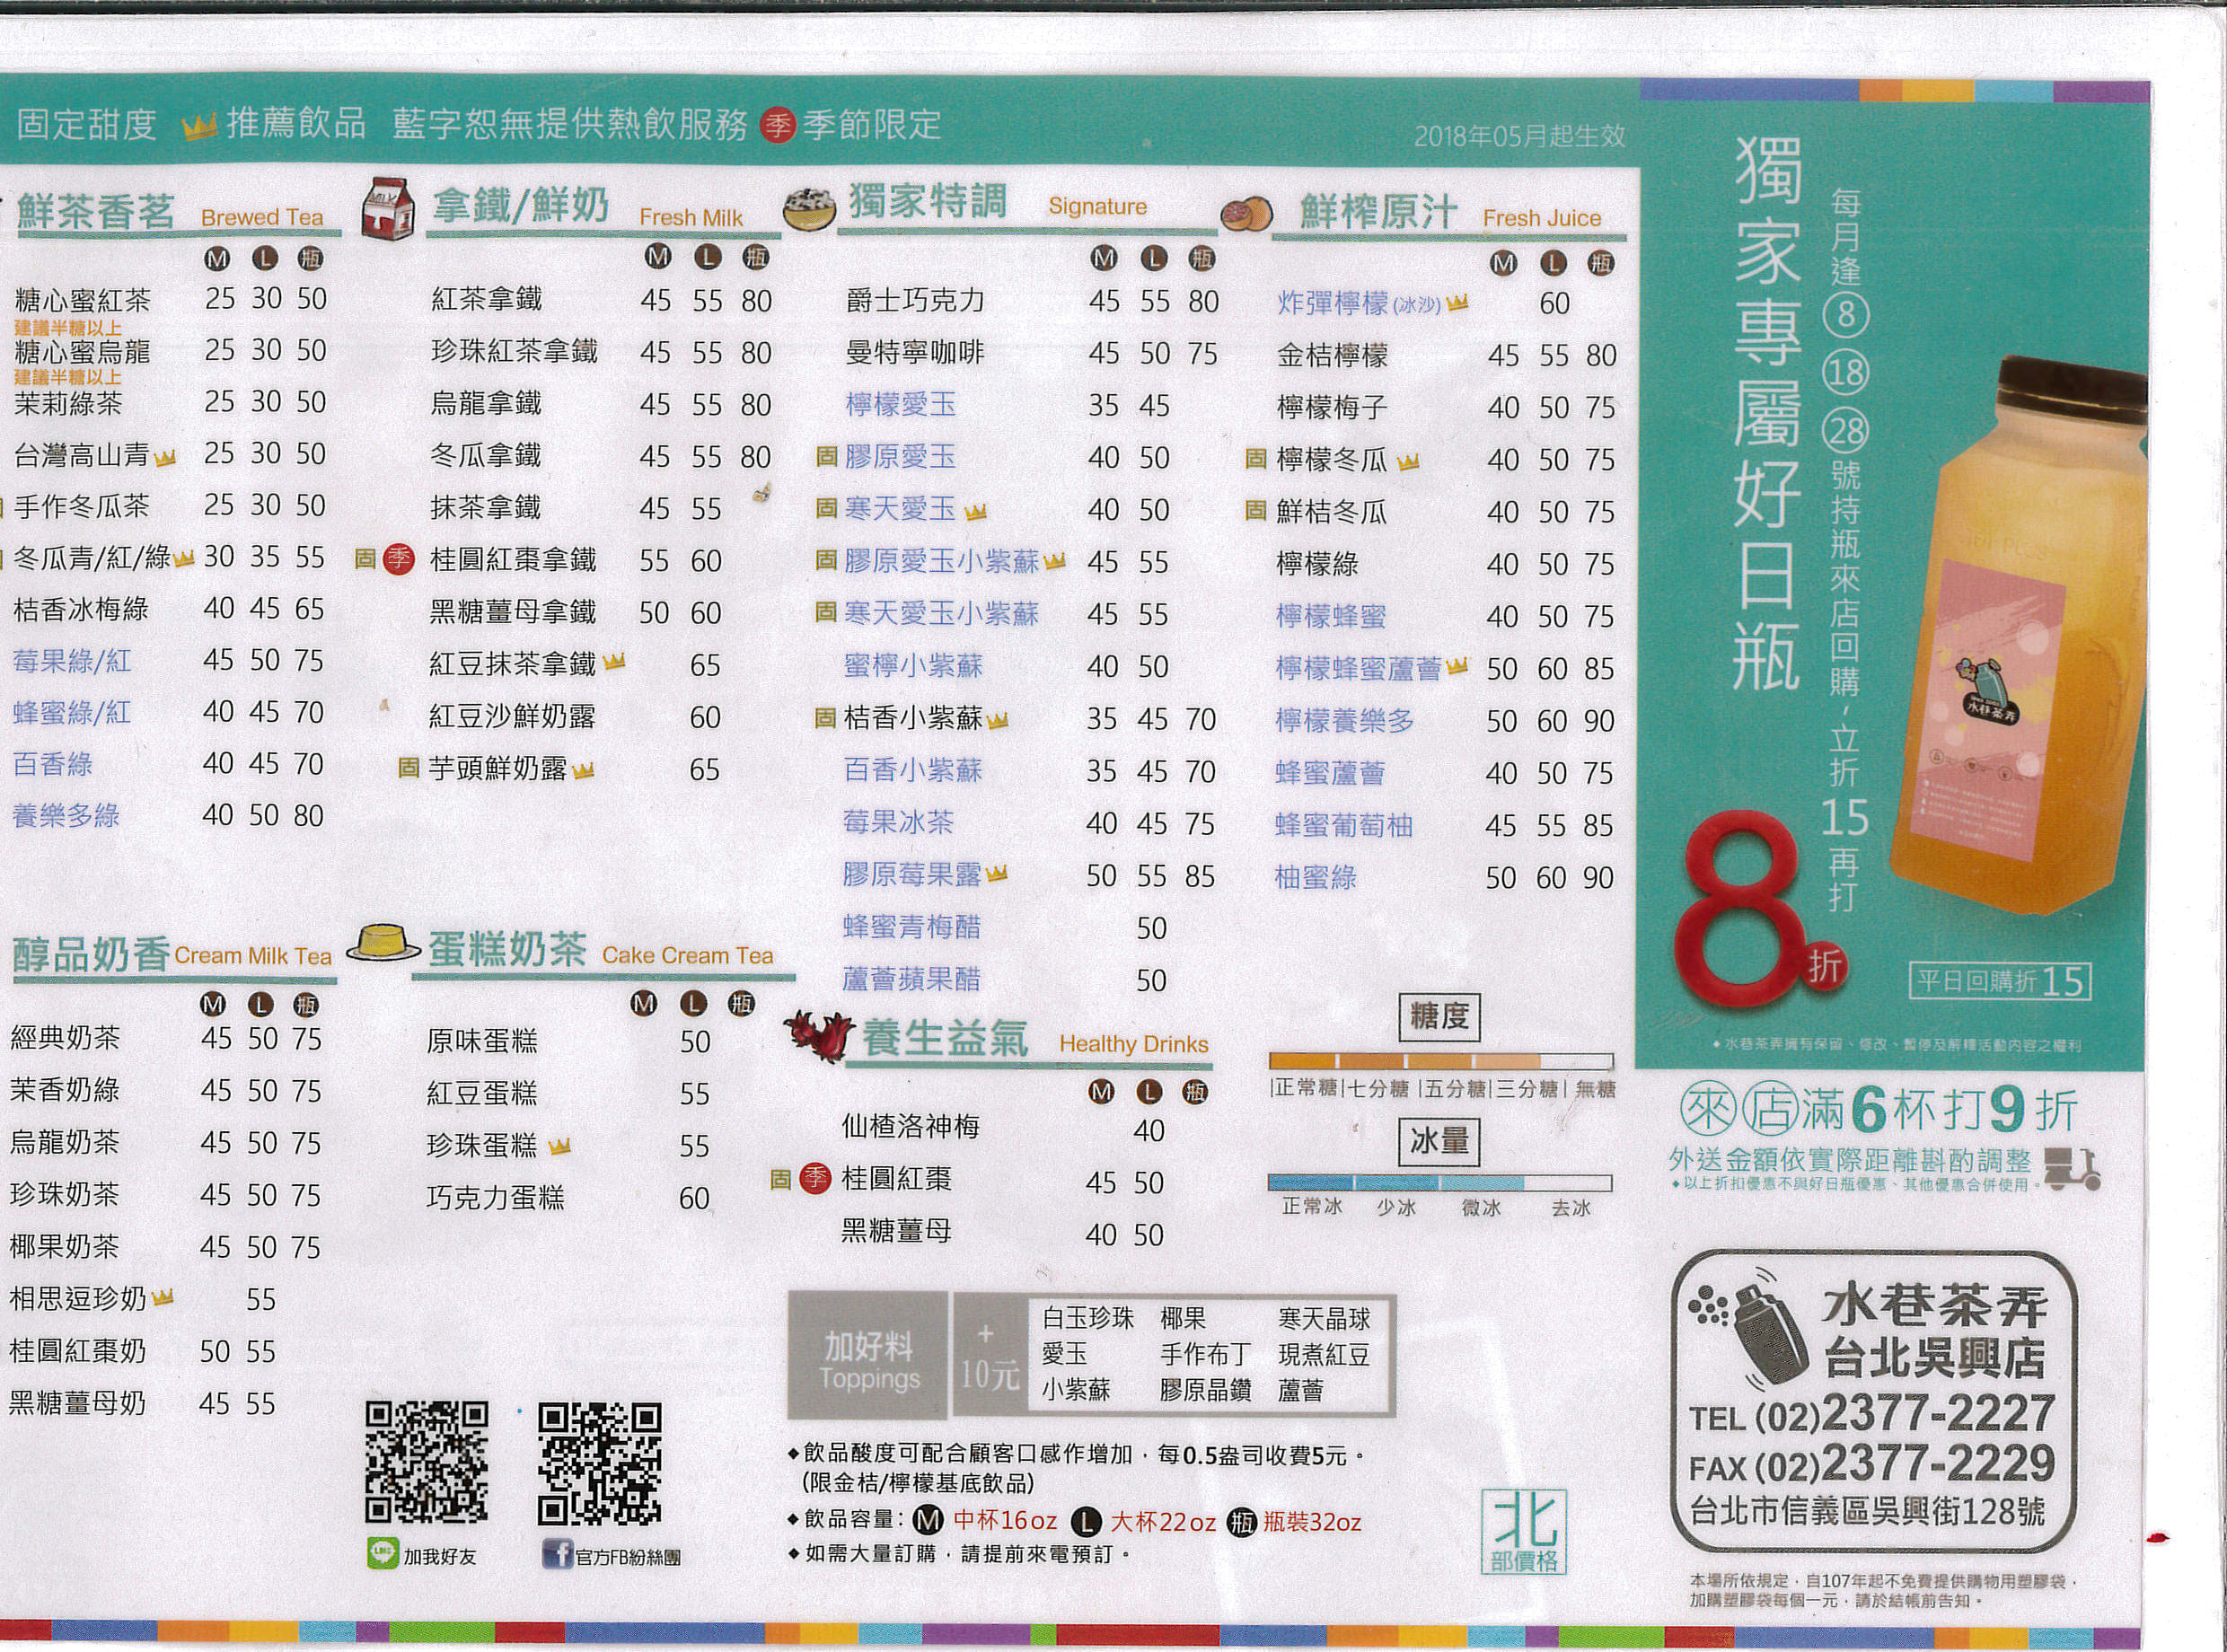 固定甜度 推薦飲品 藍字恕無提供熱飲服務 季 季節限定
2018年05月起生效
鮮茶香茗 Brewed Tea
M L 瓶
糖心蜜紅茶 25 30 50
建議半糖以上
糖心蜜烏龍 25 30 50
建議半糖以上
茉莉綠茶 25 30 50
台灣高山青 25 30 50
手作冬瓜茶 25 30 50
冬瓜青/紅/綠 30 35 55
桔香冰梅綠 40 45 65
莓果綠/紅 45 50 75
蜂蜜綠/紅 40 45 70
百香綠 40 45 70
養樂多綠 40 50 80
拿鐵/鮮奶 Fresh Milk
M L 瓶
紅茶拿鐵 45 55 80
珍珠紅茶拿鐵 45 55 80
烏龍拿鐵 45 55 80
冬瓜拿鐵 45 55 80
抹茶拿鐵 45 55
固 季 桂圓紅棗拿鐵 55 60
黑糖薑母拿鐵 50 60
紅豆抹茶拿鐵 65
紅豆沙鮮奶露 60
固 芋頭鮮奶露 65
獨家特調 Signature
M L 瓶
爵士巧克力 45 55 80
曼特寧咖啡 45 50 75
檸檬愛玉 35 45
固 膠原愛玉 40 50
固 寒天愛玉 40 50
固 膠原愛玉小紫蘇 45 55
固 寒天愛玉小紫蘇 45 55
蜜檸小紫蘇 40 50
固 桔香小紫蘇 35 45 70
百香小紫蘇 35 45 70
莓果冰茶 40 45 75
膠原莓果露 50 55 85
蜂蜜青梅醋 50
蘆薈蘋果醋 50
鮮榨原汁 Fresh Juice
M L 瓶
炸彈檸檬(冰沙) 60
金桔檸檬 45 55 80
檸檬梅子 40 50 75
固 檸檬冬瓜 40 50 75
固 鮮桔冬瓜 40 50 75
檸檬綠 40 50 75
檸檬蜂蜜 40 50 75
檸檬蜂蜜蘆薈 50 60 85
檸檬養樂多 50 60 90
蜂蜜蘆薈 40 50 75
蜂蜜葡萄柚 45 55 85
柚蜜綠 50 60 90
醇品奶香 Cream Milk Tea
M L 瓶
經典奶茶 45 50 75
茉香奶綠 45 50 75
烏龍奶茶 45 50 75
珍珠奶茶 45 50 75
椰果奶茶 45 50 75
相思逗珍奶 55
桂圓紅棗奶 50 55
黑糖薑母奶 45 55
蛋糕奶茶 Cake Cream Tea
M L 瓶
原味蛋糕 50
紅豆蛋糕 55
珍珠蛋糕 55
巧克力蛋糕 60
LINE 加我好友
f 官方FB紛絲團
養生益氣 Healthy Drinks
M L 瓶
仙楂洛神梅 40
固 季 桂圓紅棗 45 50
黑糖薑母 40 50
糖度
正常糖|七分糖|五分糖|三分糖|無糖
冰量
正常冰 少冰 微冰 去冰
加好料
Toppings
+
10元
白玉珍珠 椰果 寒天晶球
愛玉 手作布丁 現煮紅豆
小紫蘇 膠原晶鑽 蘆薈
◆飲品酸度可配合顧客口感作增加，每0.5盎司收費5元。
(限金桔/檸檬基底飲品)
◆飲品容量：M 中杯16oz L 大杯22oz 瓶 瓶裝32oz
◆如需大量訂購，請提前來電預訂。
北
部價格
獨家專屬好日瓶
每月逢⑧⑱㉘號持瓶來店回購，立折15再打
8折
水巷茶弄
平日回購折15
◆水巷茶弄擁有保留、修改、暫停及解釋活動內容之權利
來店滿6杯打9折
外送金額依實際距離斟酌調整
◆以上折扣優惠不與好日瓶優惠、其他優惠合併使用。
水巷茶弄
台北吳興店
TEL (02)2377-2227
FAX (02)2377-2229
台北市信義區吳興街128號
本場所依規定，自107年起不免費提供購物用塑膠袋，
加購塑膠袋每個一元，請於結帳前告知。